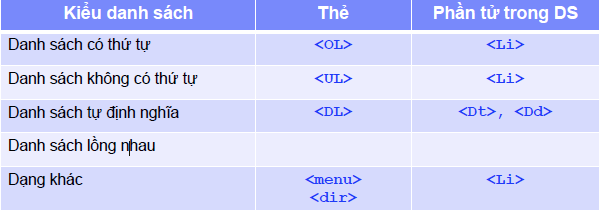 Kiểu danh sách Thẻ Phần tử trong DS
Danh sách có thứ tự <OL> <Li>
Danh sách không có thứ tự <UL> <Li>
Danh sách tự định nghĩa <DL> <Dt>, <Dd>
Danh sách lồng nhau
Dạng khác <menu> <Li>
<dir>